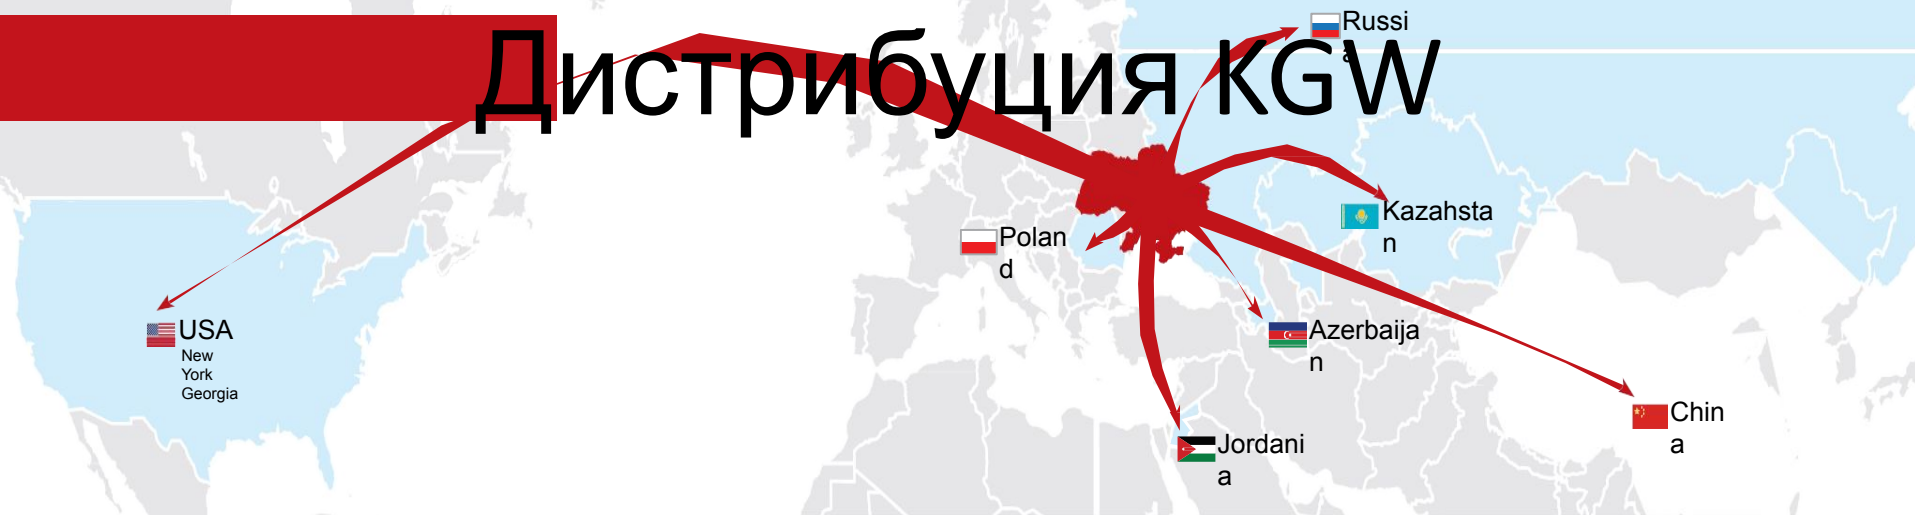 Дистрибуция KGW
Russi
a
Kazahsta
n
Polan
d
USA
New
York
Georgia
Azerbaija
n
Chin
a
Jordani
a